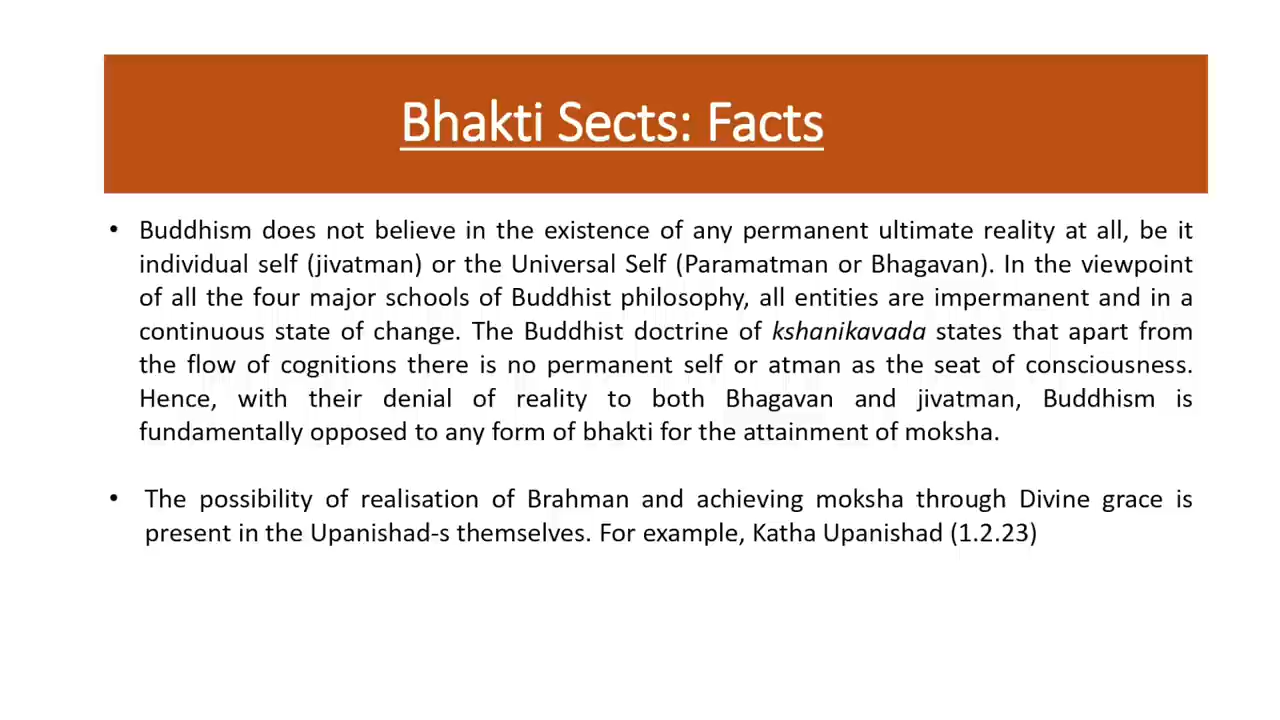 Bhakti Sects: Facts
• Buddhism does not believe in the existence of any permanent ultimate reality at all, be it
individual self (jivatman) or the Universal Self (Paramatman or Bhagavan). In the viewpoint
of all the four major schools of Buddhist philosophy, all entities are impermanent and in a
continuous state of change. The Buddhist doctrine of kshanikavada states that apart from
the flow of cognitions there is no permanent self or atman as the seat of consciousness.
Hence, with their denial of reality to both Bhagavan and jivatman, Buddhism is
fundamentally opposed to any form of bhakti for the attainment of moksha.
• The possibility of realisation of Brahman and achieving moksha through Divine grace is
present in the Upanishad-s themselves. For example, Katha Upanishad (1.2.23)